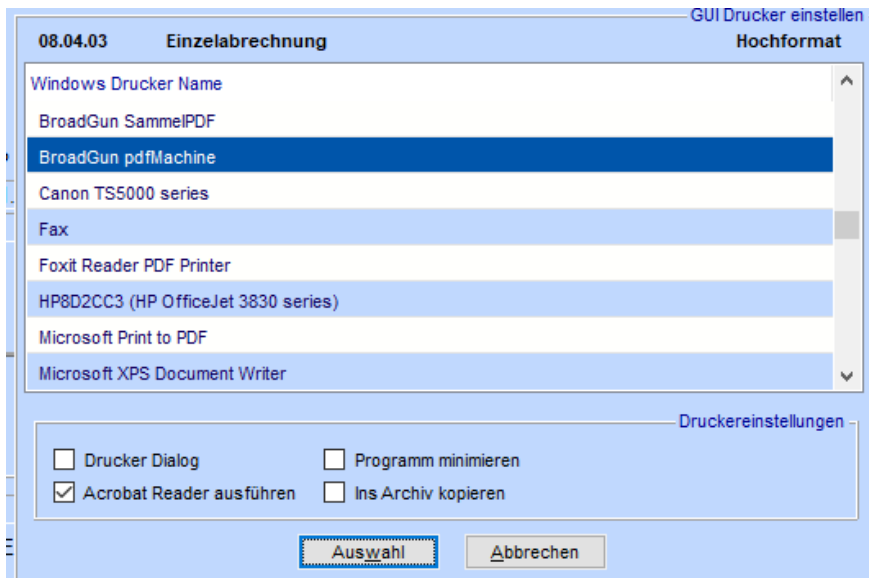 GUI Drucker einstellen
08.04.03 Einzelabrechnung Hochformat
Windows Drucker Name
BroadGun SammelPDF
BroadGun pdfMachine
Canon TS5000 series
Fax
Foxit Reader PDF Printer
HP8D2CC3 (HP OfficeJet 3830 series)
Microsoft Print to PDF
Microsoft XPS Document Writer
Druckereinstellungen
Drucker Dialog Programm minimieren
Acrobat Reader ausführen Ins Archiv kopieren
Auswahl Abbrechen